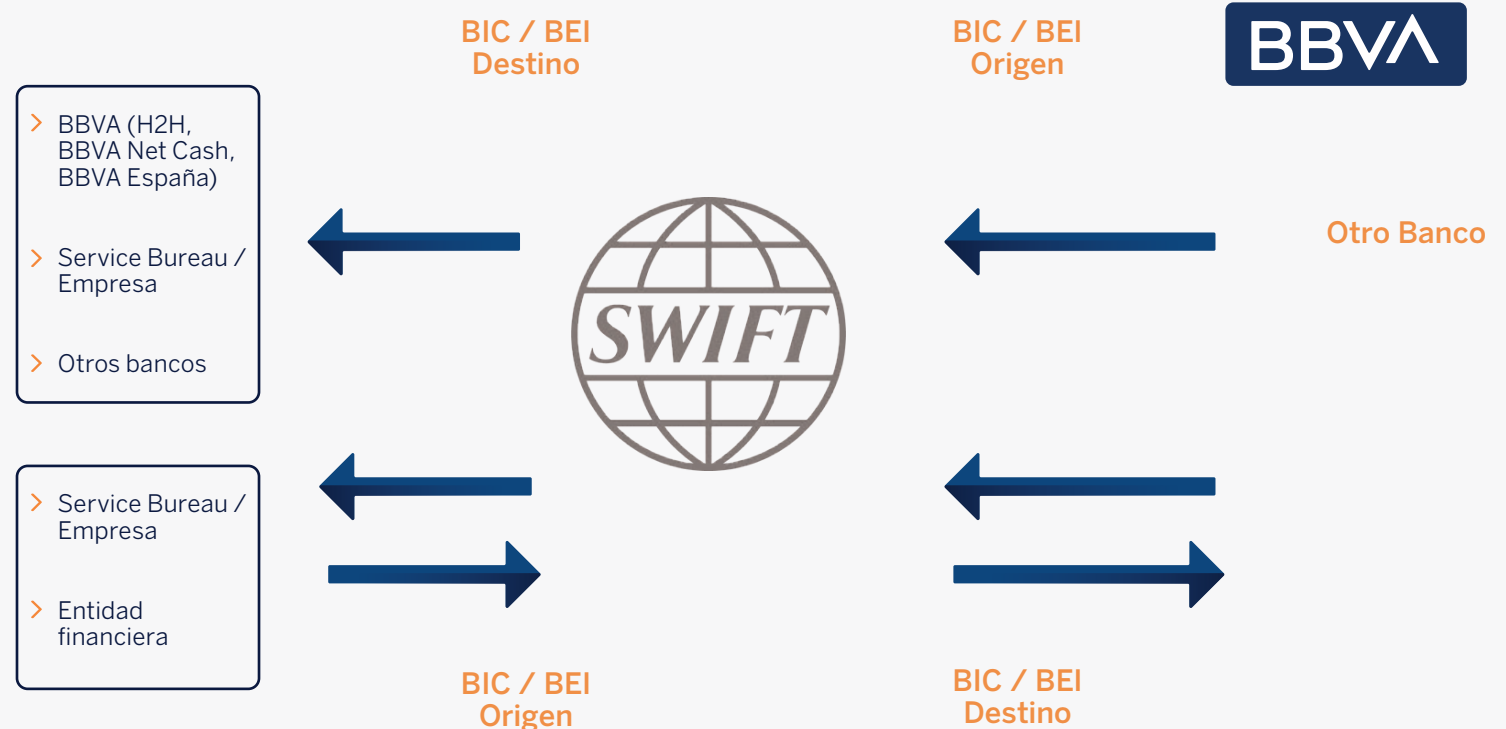 BIC / BEI
Destino
BIC / BEI
Origen
BBVA
BBVA (H2H,
BBVA Net Cash,
BBVA España)
Service Bureau /
Empresa
Otros bancos
SWIFT
Otro Banco
Service Bureau /
Empresa
Entidad
financiera
BIC / BEI
Origen
BIC / BEI
Destino